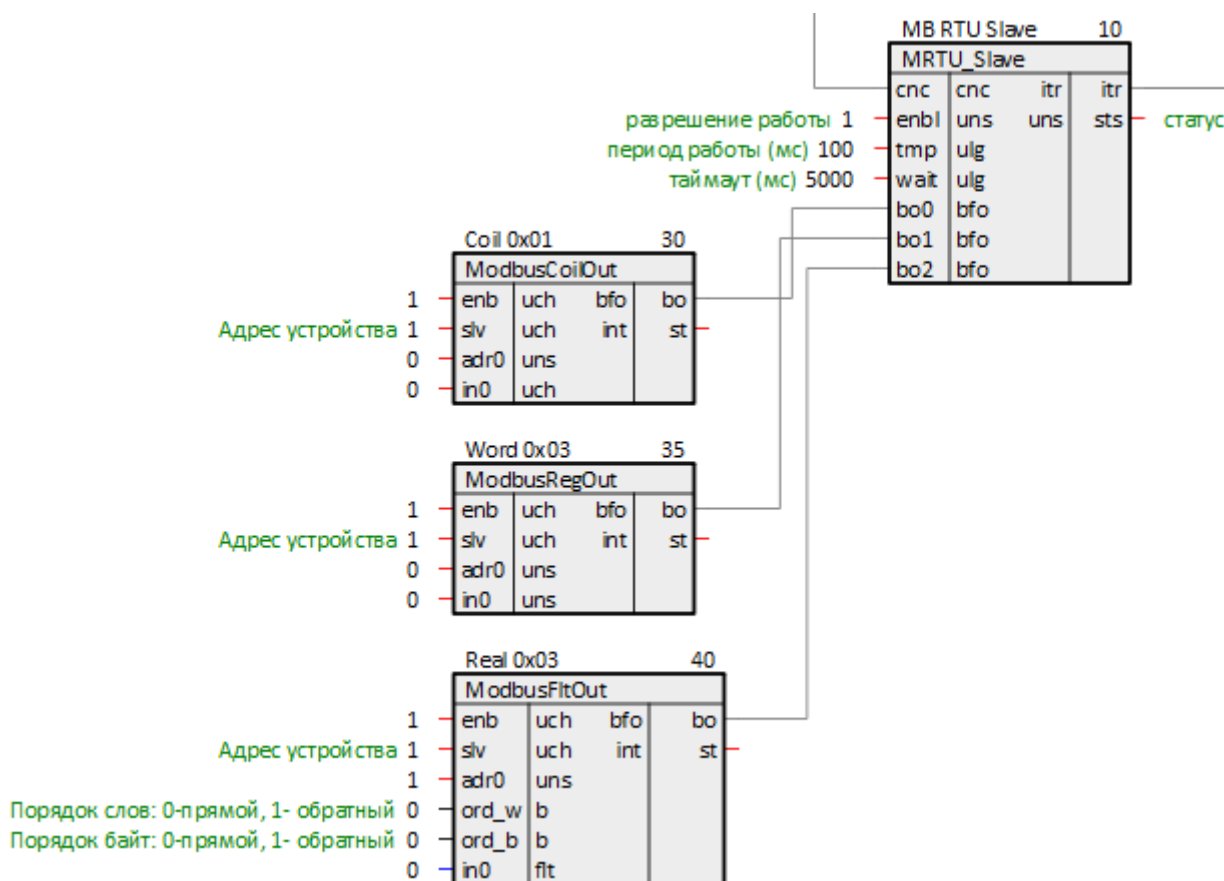 MB RTU Slave 10
MRTU_Slave
cnc cnc itr itr
разрешение работы 1 enbl uns uns sts статус
период работы (мс) 100 tmp ulg
таймаут (мс) 5000 wait ulg
bo0 bfo
bo1 bfo
bo2 bfo
Coil 0x01 30
ModbusCoilOut
1 enb uch bfo bo
Адрес устройства 1 slv uch int st
0 adr0 uns
0 in0 uch
Word 0x03 35
ModbusRegOut
1 enb uch bfo bo
Адрес устройства 1 slv uch int st
0 adr0 uns
0 in0 uns
Real 0x03 40
ModbusFltOut
1 enb uch bfo bo
Адрес устройства 1 slv uch int st
1 adr0 uns
Порядок слов: 0-прямой, 1- обратный 0 ord_w b
Порядок байт: 0-прямой, 1- обратный 0 ord_b b
0 in0 flt